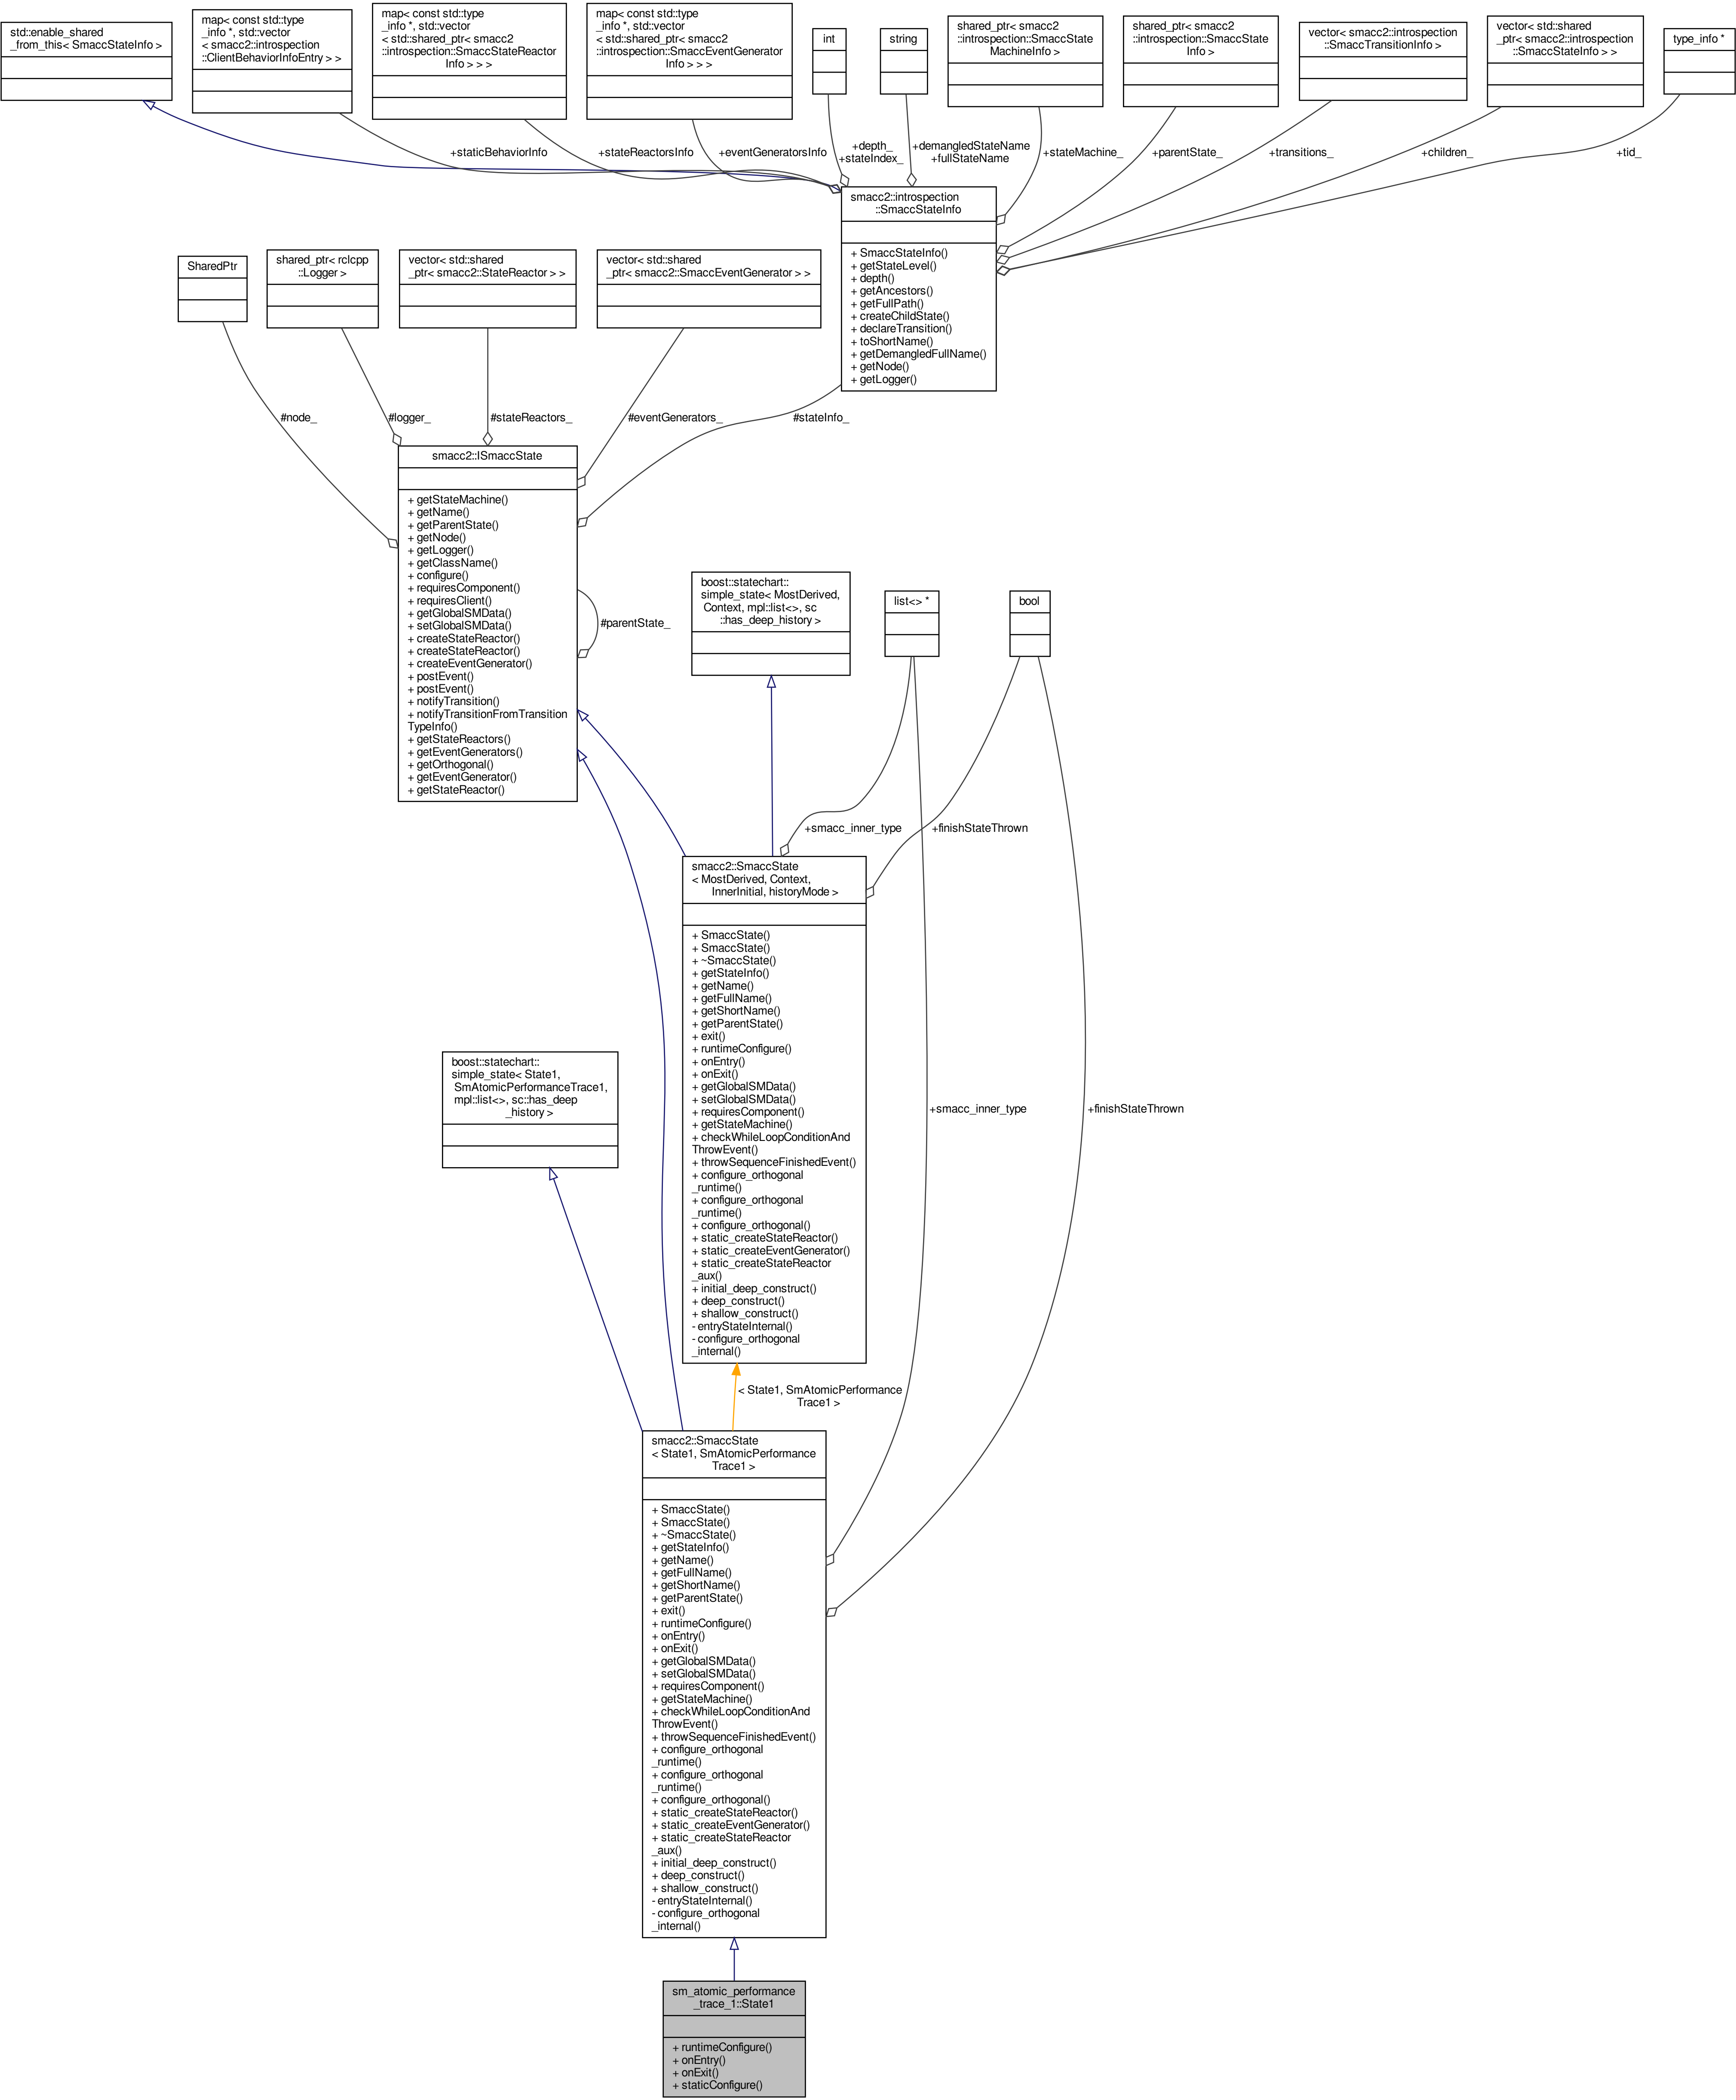 std::enable_shared
_from_this< SmaccStateInfo >
map< const std::type
_info *, std::vector
< smacc2::introspection
::ClientBehaviorInfoEntry > >
map< const std::type
_info *, std::vector
< std::shared_ptr< smacc2
::introspection::SmaccStateReactor
Info > > >
map< const std::type
_info *, std::vector
< std::shared_ptr< smacc2
::introspection::SmaccEventGenerator
Info > > >
int
string
shared_ptr< smacc2
::introspection::SmaccState
MachineInfo >
shared_ptr< smacc2
::introspection::SmaccState
Info >
vector< smacc2::introspection
::SmaccTransitionInfo >
vector< std::shared
_ptr< smacc2::introspection
::SmaccStateInfo > >
type_info *
+staticBehaviorInfo
+stateReactorsInfo
+eventGeneratorsInfo
+depth_
+stateIndex_
+demangledStateName
+fullStateName
+stateMachine_
+parentState_
+transitions_
+children_
+tid_
smacc2::introspection
::SmaccStateInfo
+ SmaccStateInfo()
+ getStateLevel()
+ depth()
+ getAncestors()
+ getFullPath()
+ createChildState()
+ declareTransition()
+ toShortName()
+ getDemangledFullName()
+ getNode()
+ getLogger()
SharedPtr
shared_ptr< rclcpp
::Logger >
vector< std::shared
_ptr< smacc2::StateReactor > >
vector< std::shared
_ptr< smacc2::SmaccEventGenerator > >
#node_
#logger_
#stateReactors_
#eventGenerators_
#stateInfo_
smacc2::ISmaccState
+ getStateMachine()
+ getName()
+ getParentState()
+ getNode()
+ getLogger()
+ getClassName()
+ configure()
+ requiresComponent()
+ requiresClient()
+ getGlobalSMData()
+ setGlobalSMData()
+ createStateReactor()
+ createStateReactor()
+ createEventGenerator()
+ postEvent()
+ postEvent()
+ notifyTransition()
+ notifyTransitionFromTransition
TypeInfo()
+ getStateReactors()
+ getEventGenerators()
+ getOrthogonal()
+ getEventGenerator()
+ getStateReactor()
#parentState_
boost::statechart::
simple_state< MostDerived,
Context, mpl::list<>, sc
::has_deep_history >
list<> *
bool
+smacc_inner_type
+finishStateThrown
smacc2::SmaccState
< MostDerived, Context,
InnerInitial, historyMode >
+ SmaccState()
+ SmaccState()
+ ~SmaccState()
+ getStateInfo()
+ getName()
+ getFullName()
+ getShortName()
+ getParentState()
+ exit()
+ runtimeConfigure()
+ onEntry()
+ onExit()
+ getGlobalSMData()
+ setGlobalSMData()
+ requiresComponent()
+ getStateMachine()
+ checkWhileLoopConditionAnd
ThrowEvent()
+ throwSequenceFinishedEvent()
+ configure_orthogonal
_runtime()
+ configure_orthogonal
_runtime()
+ configure_orthogonal()
+ static_createStateReactor()
+ static_createEventGenerator()
+ static_createStateReactor
_aux()
+ initial_deep_construct()
+ deep_construct()
+ shallow_construct()
- entryStateInternal()
- configure_orthogonal
_internal()
boost::statechart::
simple_state< State1,
SmAtomicPerformanceTrace1,
mpl::list<>, sc::has_deep
_history >
+smacc_inner_type
+finishStateThrown
< State1, SmAtomicPerformance
Trace1 >
smacc2::SmaccState
< State1, SmAtomicPerformance
Trace1 >
+ SmaccState()
+ SmaccState()
+ ~SmaccState()
+ getStateInfo()
+ getName()
+ getFullName()
+ getShortName()
+ getParentState()
+ exit()
+ runtimeConfigure()
+ onEntry()
+ onExit()
+ getGlobalSMData()
+ setGlobalSMData()
+ requiresComponent()
+ getStateMachine()
+ checkWhileLoopConditionAnd
ThrowEvent()
+ throwSequenceFinishedEvent()
+ configure_orthogonal
_runtime()
+ configure_orthogonal
_runtime()
+ configure_orthogonal()
+ static_createStateReactor()
+ static_createEventGenerator()
+ static_createStateReactor
_aux()
+ initial_deep_construct()
+ deep_construct()
+ shallow_construct()
- entryStateInternal()
- configure_orthogonal
_internal()
sm_atomic_performance
_trace_1::State1
+ runtimeConfigure()
+ onEntry()
+ onExit()
+ staticConfigure()